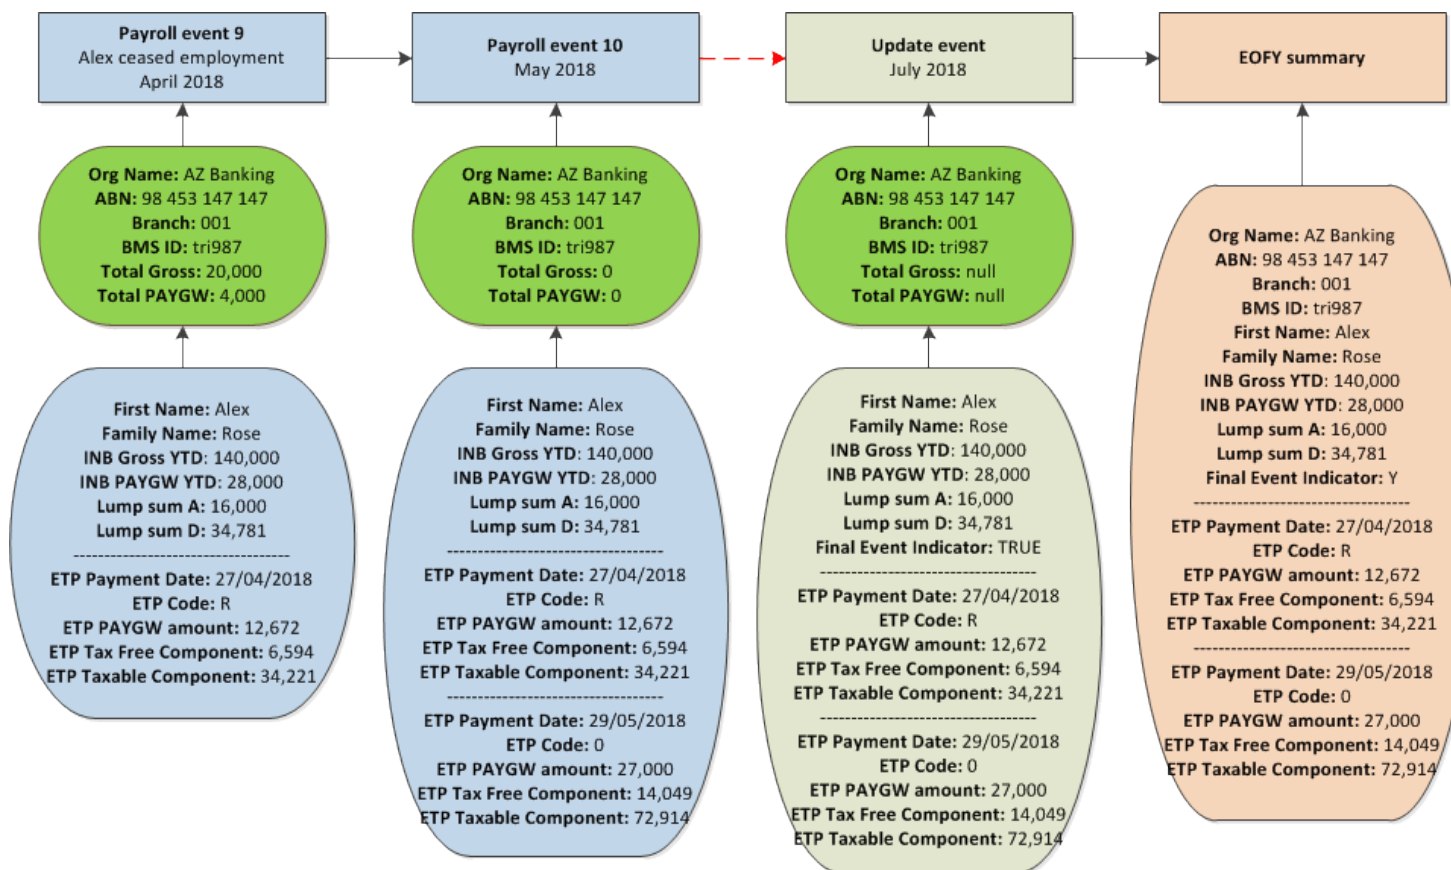 Payroll event 9
Alex ceased employment
April 2018
Payroll event 10
May 2018
Update event
July 2018
EOFY summary
Org Name: AZ Banking
ABN: 98 453 147 147
Branch: 001
BMS ID: tri987
Total Gross: 20,000
Total PAYGW: 4,000
Org Name: AZ Banking
ABN: 98 453 147 147
Branch: 001
BMS ID: tri987
Total Gross: 0
Total PAYGW: 0
Org Name: AZ Banking
ABN: 98 453 147 147
Branch: 001
BMS ID: tri987
Total Gross: null
Total PAYGW: null
First Name: Alex
Family Name: Rose
INB Gross YTD: 140,000
INB PAYGW YTD: 28,000
Lump sum A: 16,000
Lump sum D: 34,781
-----------------------------------
ETP Payment Date: 27/04/2018
ETP Code: R
ETP PAYGW amount: 12,672
ETP Tax Free Component: 6,594
ETP Taxable Component: 34,221
First Name: Alex
Family Name: Rose
INB Gross YTD: 140,000
INB PAYGW YTD: 28,000
Lump sum A: 16,000
Lump sum D: 34,781
-----------------------------------
ETP Payment Date: 27/04/2018
ETP Code: R
ETP PAYGW amount: 12,672
ETP Tax Free Component: 6,594
ETP Taxable Component: 34,221
-----------------------------------
ETP Payment Date: 29/05/2018
ETP Code: 0
ETP PAYGW amount: 27,000
ETP Tax Free Component: 14,049
ETP Taxable Component: 72,914
First Name: Alex
Family Name: Rose
INB Gross YTD: 140,000
INB PAYGW YTD: 28,000
Lump sum A: 16,000
Lump sum D: 34,781
Final Event Indicator: TRUE
-----------------------------------
ETP Payment Date: 27/04/2018
ETP Code: R
ETP PAYGW amount: 12,672
ETP Tax Free Component: 6,594
ETP Taxable Component: 34,221
-----------------------------------
ETP Payment Date: 29/05/2018
ETP Code: 0
ETP PAYGW amount: 27,000
ETP Tax Free Component: 14,049
ETP Taxable Component: 72,914
Org Name: AZ Banking
ABN: 98 453 147 147
Branch: 001
BMS ID: tri987
First Name: Alex
Family Name: Rose
INB Gross YTD: 140,000
INB PAYGW YTD: 28,000
Lump sum A: 16,000
Lump sum D: 34,781
Final Event Indicator: Y
-----------------------------------
ETP Payment Date: 27/04/2018
ETP Code: R
ETP PAYGW amount: 12,672
ETP Tax Free Component: 6,594
ETP Taxable Component: 34,221
-----------------------------------
ETP Payment Date: 29/05/2018
ETP Code: 0
ETP PAYGW amount: 27,000
ETP Tax Free Component: 14,049
ETP Taxable Component: 72,914